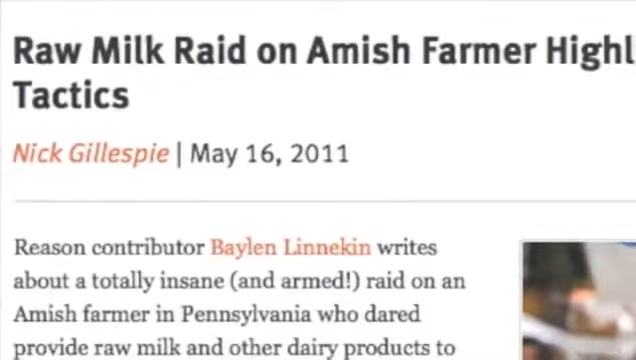 Raw Milk Raid on Amish Farmer Highl
Tactics
Nick Gillespie | May 16, 2011
Reason contributor Baylen Linnekin writes
about a totally insane (and armed!) raid on an
Amish farmer in Pennsylvania who dared
provide raw milk and other dairy products to